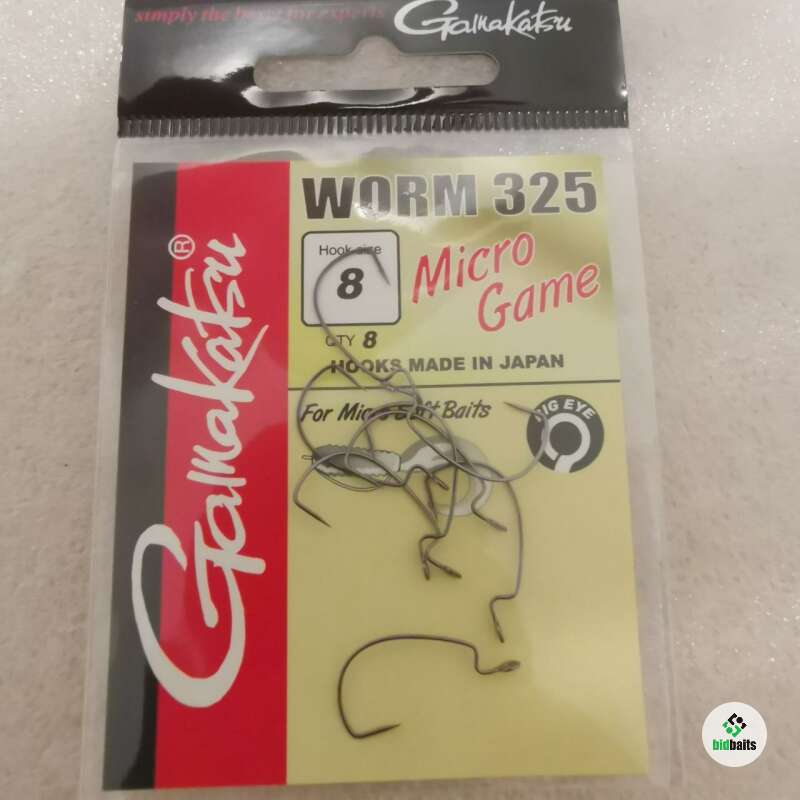 simply the best for experts
Gamakatsu
WORM 325
Hook size
8
Micro
Game
QTY 8
HOOKS MADE IN JAPAN
For Micro Soft Baits
BIG EYE
Gamakatsu®
bidbaits